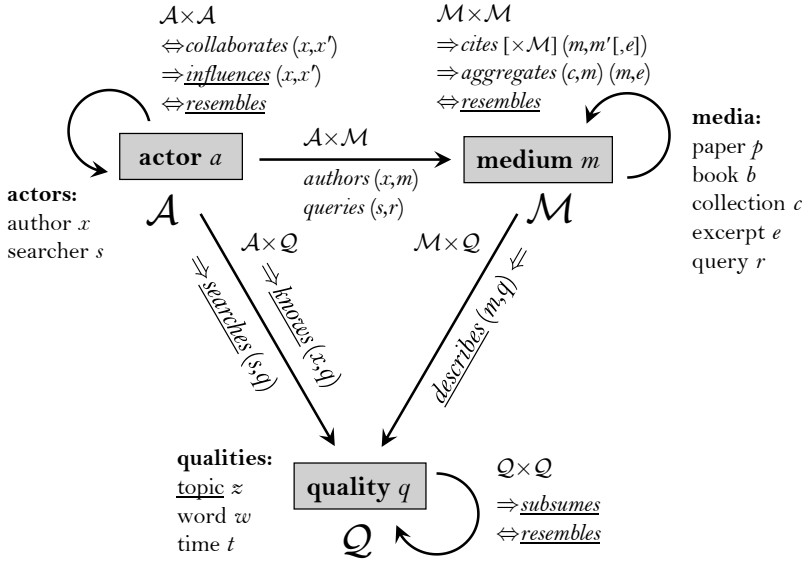 𝒜×𝒜
⇔collaborates (x,x′)
⇒influences (x,x′)
⇔resembles
ℳ×ℳ
⇒cites [×ℳ] (m,m′[,e])
⇒aggregates (c,m) (m,e)
⇔resembles
actor a
𝒜
𝒜×ℳ
authors (x,m)
queries (s,r)
medium m
ℳ
media:
paper p
book b
collection c
excerpt e
query r
actors:
author x
searcher s
𝒜×𝒬
⇒searches (s,q)
⇒knows (x,q)
ℳ×𝒬
describes (m,q) ⇐
qualities:
topic z
word w
time t
quality q
𝒬
𝒬×𝒬
⇒subsumes
⇔resembles